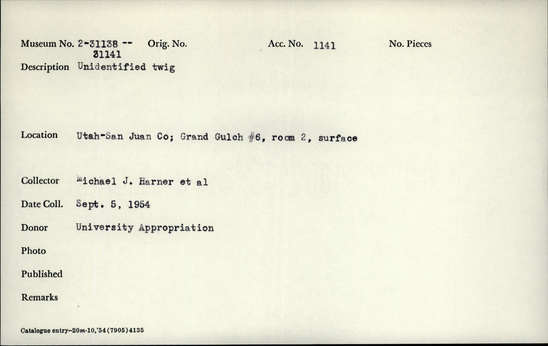 Museum No. 2-31138 -- Orig. No. Acc. No. 1141 No. Pieces
31141
Description Unidentified twig
Location Utah-San Juan Co; Grand Gulch #6, room 2, surface
Collector Michael J. Harner et al
Date Coll. Sept. 5, 1954
Donor University Appropriation
Photo
Published
Remarks
Catalogue entry—20m-10,'54(7905)4135